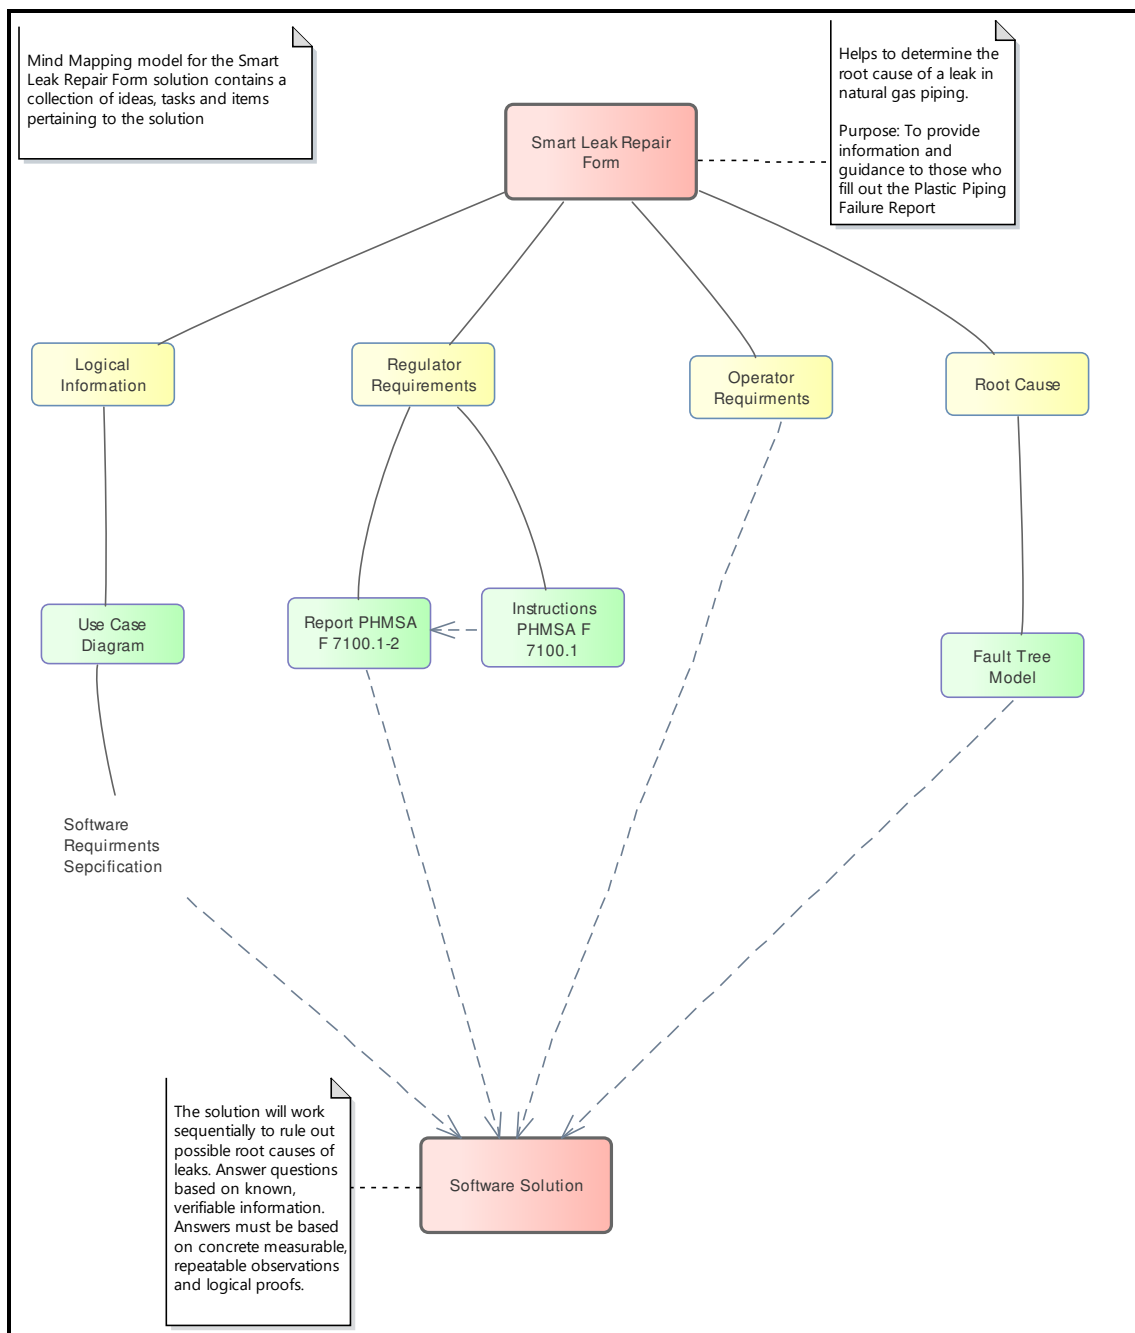 Mind Mapping model for the Smart
Leak Repair Form solution contains a
collection of ideas, tasks and items
pertaining to the solution
Helps to determine the
root cause of a leak in
natural gas piping.
Purpose: To provide
information and
guidance to those who
fill out the Plastic Piping
Failure Report
Smart Leak Repair
Form
Logical
Information
Regulator
Requirements
Operator
Requirments
Root Cause
Use Case
Diagram
Report PHMSA
F 7100.1-2
Instructions
PHMSA F
7100.1
Fault Tree
Model
Software
Requirments
Sepcification
The solution will work
sequentially to rule out
possible root causes of
leaks. Answer questions
based on known,
verifiable information.
Answers must be based
on concrete measurable,
repeatable observations
and logical proofs.
Software Solution